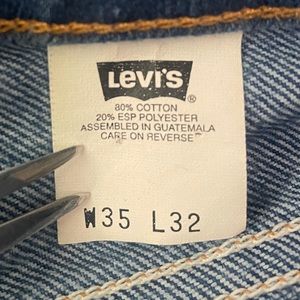 Levi's ®
80% COTTON
20% ESP POLYESTER
ASSEMBLED IN GUATEMALA
CARE ON REVERSE
W35 L32